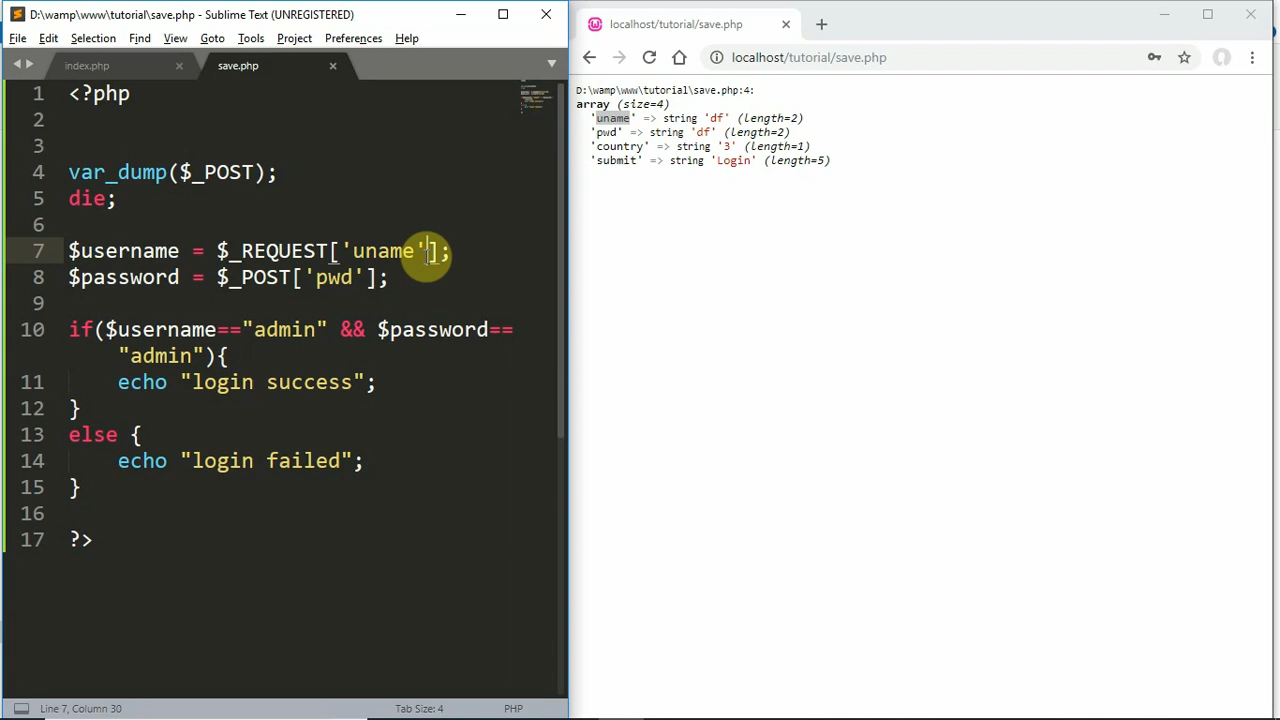 D:\wamp\www\tutorial\save.php - Sublime Text (UNREGISTERED)
File Edit Selection Find View Goto Tools Project Preferences Help
index.php save.php
1 <?php
2
3
4 var_dump($_POST);
5 die;
6
7 $username = $_REQUEST['uname'];
8 $password = $_POST['pwd'];
9
10 if($username=="admin" && $password==
"admin"){
11 echo "login success";
12 }
13 else {
14 echo "login failed";
15 }
16
17 ?>
Line 7, Column 30 Tab Size: 4 PHP
localhost/tutorial/save.php
localhost/tutorial/save.php
D:\wamp\www\tutorial\save.php:4:
array (size=4)
'uname' => string 'df' (length=2)
'pwd' => string 'df' (length=2)
'country' => string '3' (length=1)
'submit' => string 'Login' (length=5)